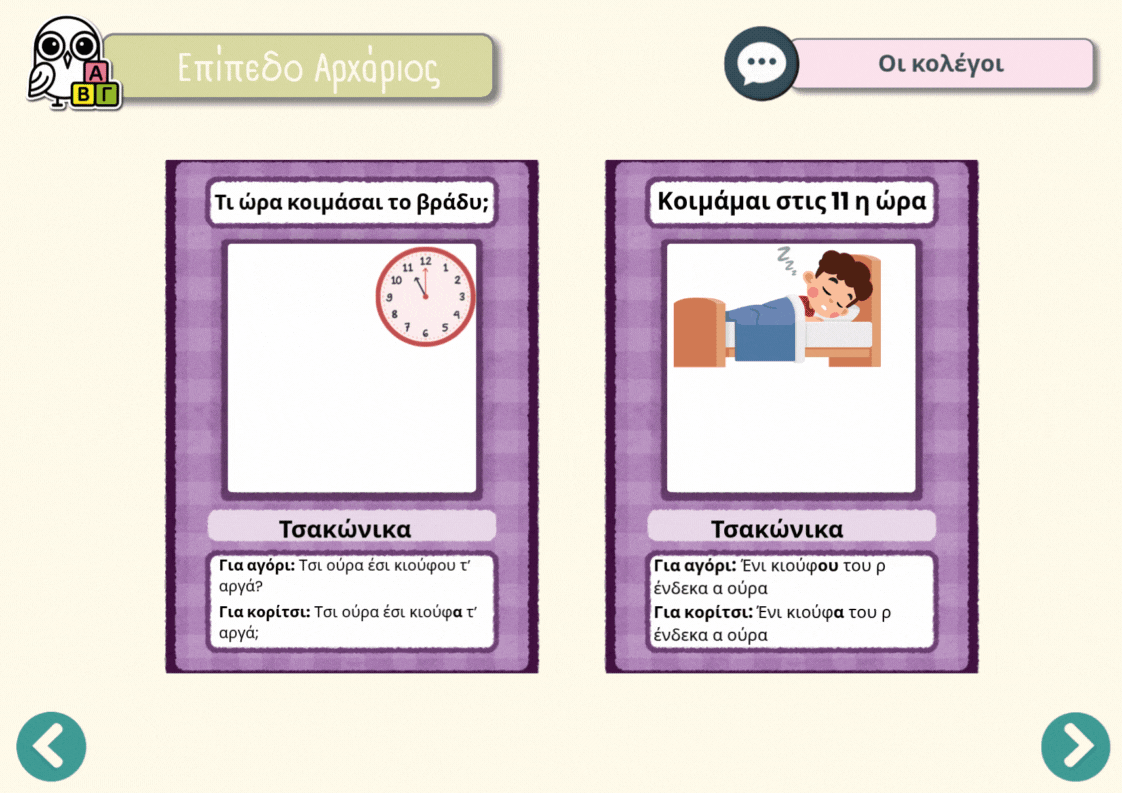 Επίπεδο Αρχάριος
Α
Β Γ
Οι κολέγοι
Τι ώρα κοιμάσαι το βράδυ;
12
11 1
10 2
9 3
8 4
7 5
6
Τσακώνικα
Για αγόρι: Τσι ούρα έσι κιούφου τ’
αργά?
Για κορίτσι: Τσι ούρα έσι κιούφα τ’
αργά;
Κοιμάμαι στις 11 η ώρα
z z z z
Τσακώνικα
Για αγόρι: Ένι κιούφου του ρ
ένδεκα α ούρα
Για κορίτσι: Ένι κιούφα του ρ
ένδεκα α ούρα